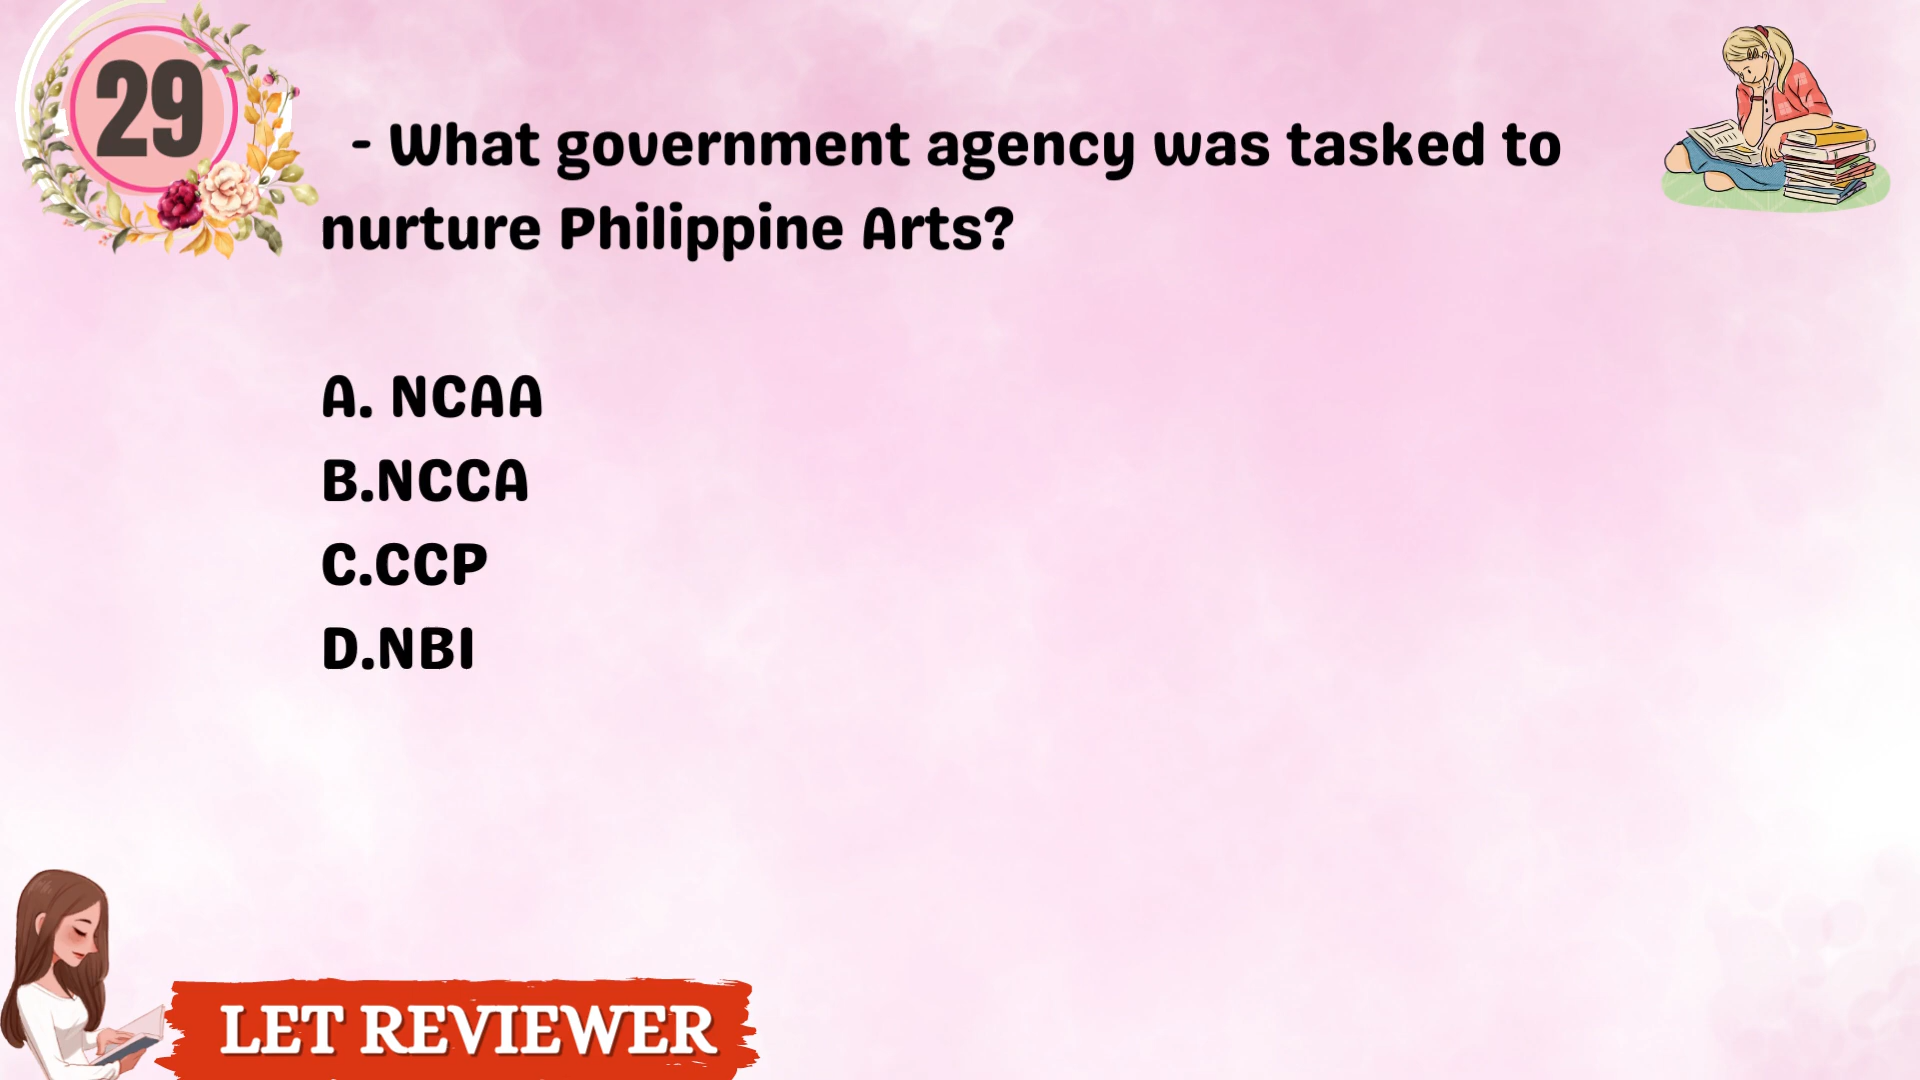 29
- What government agency was tasked to
nurture Philippine Arts?
A. NCAA
B.NCCA
C.CCP
D.NBI
LET REVIEWER